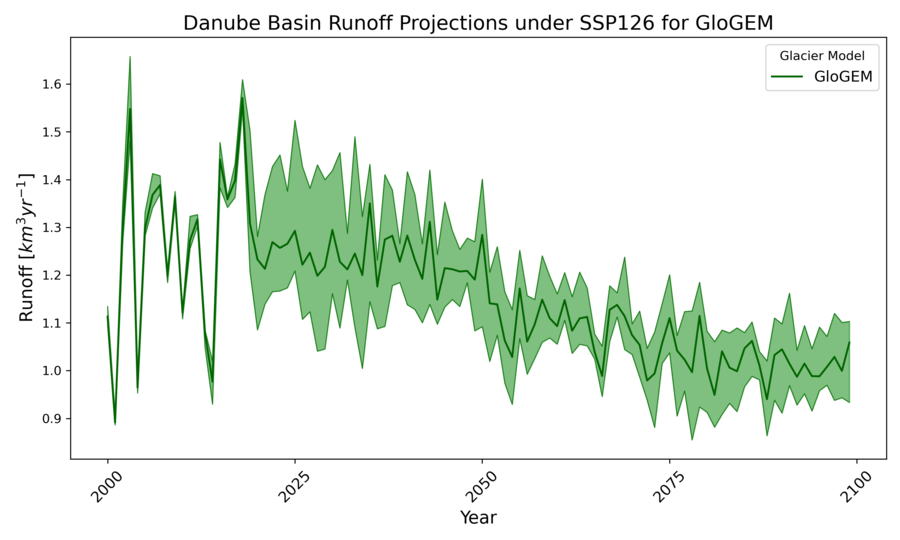 Danube Basin Runoff Projections under SSP126 for GloGEM
Glacier Model
GloGEM
1.6
1.5
1.4
1.3
1.2
1.1
1.0
0.9
Runoff [km³yr⁻¹]
2000
2025
2050
2075
2100
Year